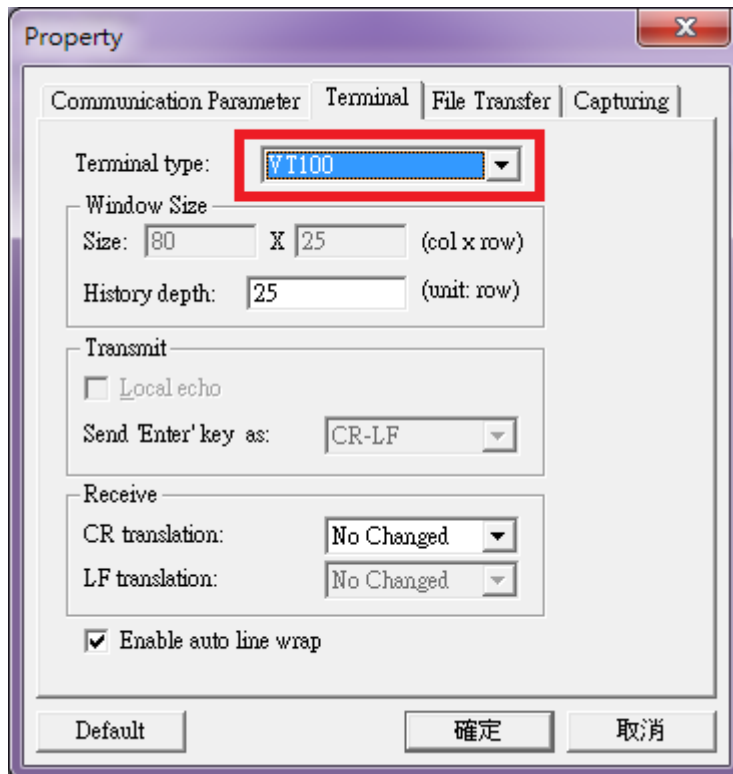 Property
Communication Parameter Terminal File Transfer Capturing
Terminal type: VT100
Window Size
Size: 80 X 25 (col x row)
History depth: 25 (unit: row)
Transmit
Local echo
Send 'Enter' key as: CR-LF
Receive
CR translation: No Changed
LF translation: No Changed
Enable auto line wrap
Default 確定 取消